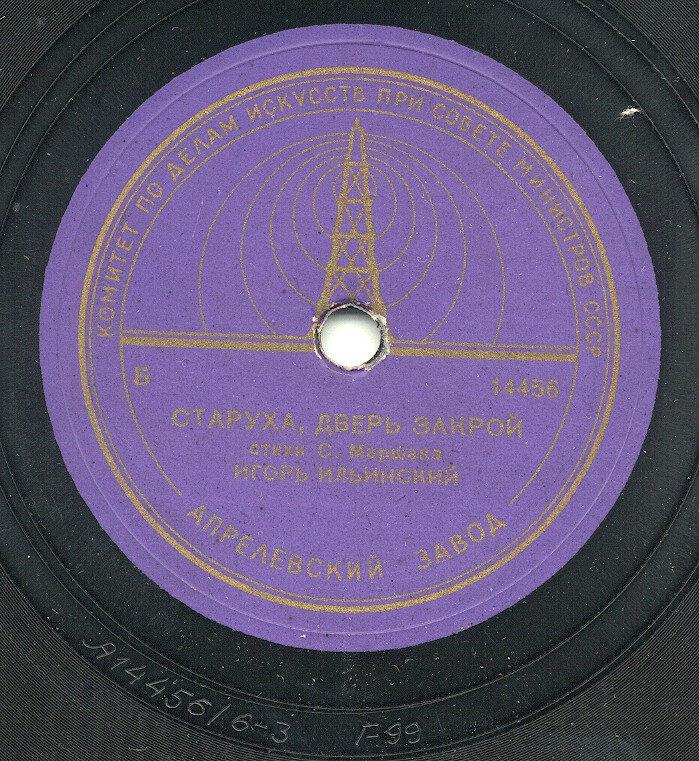 КОМИТЕТ ПО ДЕЛАМ ИСКУССТВ ПРИ СОВЕТЕ МИНИСТРОВ СССР
Б 14456
СТАРУХА, ДВЕРЬ ЗАКРОЙ
стихи С. Маршака
ИГОРЬ ИЛЬИНСКИЙ
АПРЕЛЕВСКИЙ ЗАВОД
А14456/6-3 Г-99